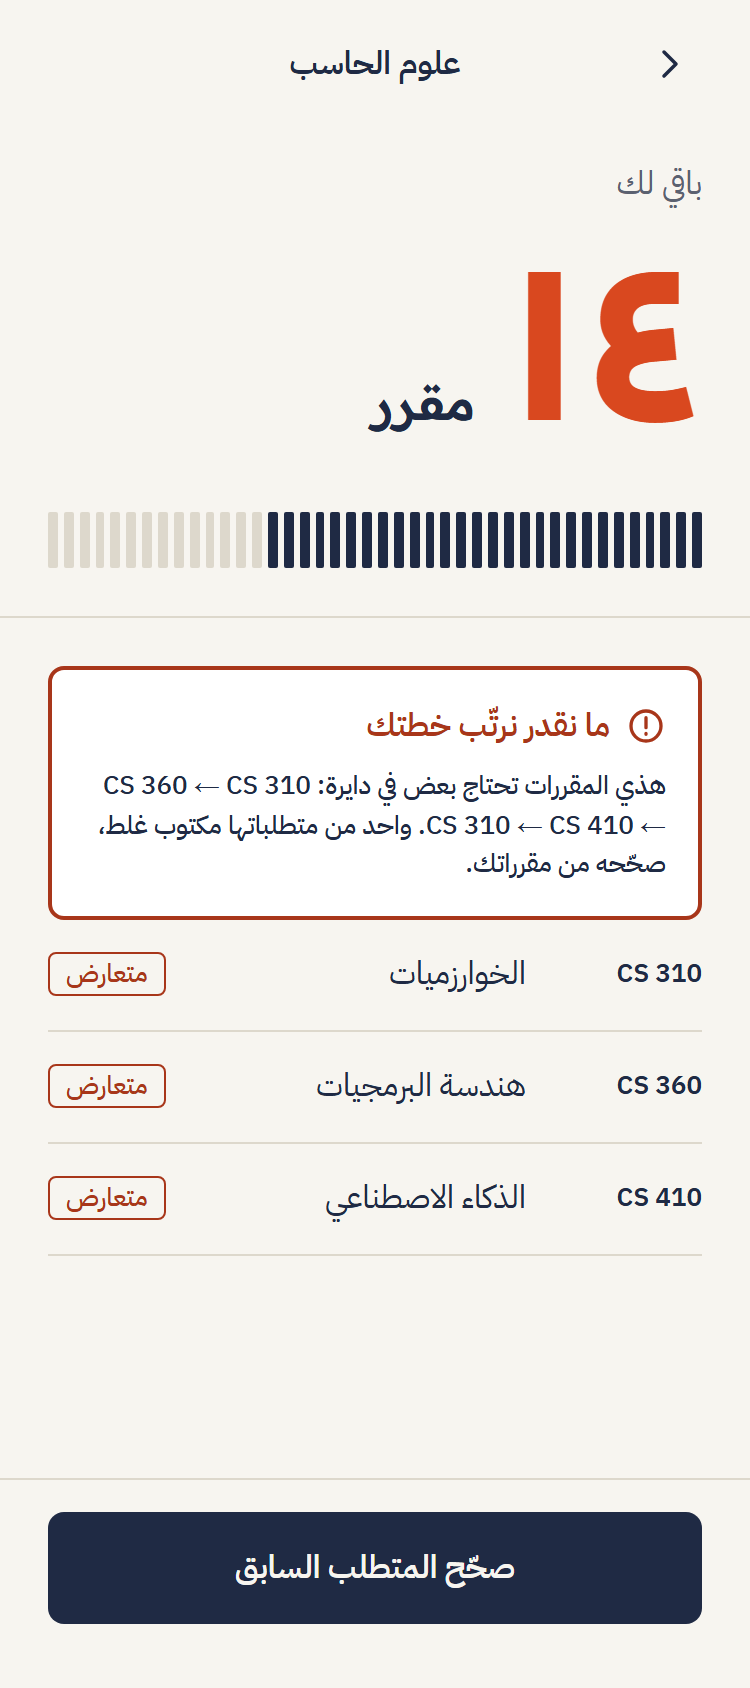 علوم الحاسب
باقي لك
١٤ مقرر
ما نقدر نرتّب خطتك
هذي المقررات تحتاج بعض في دايرة: CS 310 ← CS 360
← CS 410 ← CS 310. واحد من متطلباتها مكتوب غلط،
صحّحه من مقرراتك.
CS 310 الخوارزميات متعارض
CS 360 هندسة البرمجيات متعارض
CS 410 الذكاء الاصطناعي متعارض
صحّح المتطلب السابق